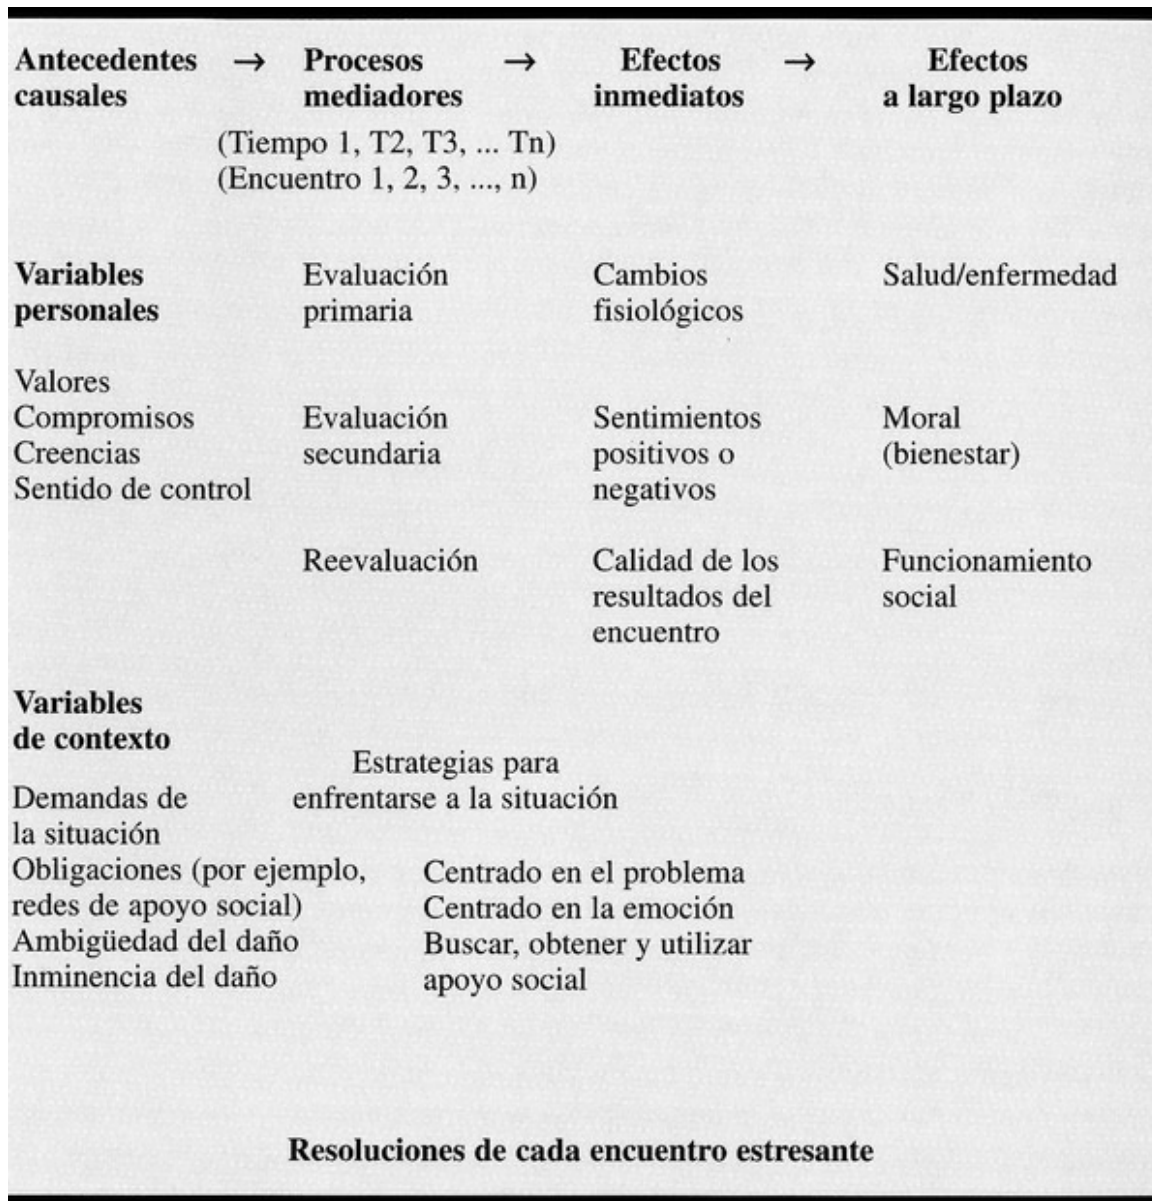 Antecedentes → Procesos → Efectos → Efectos
causales mediadores inmediatos a largo plazo
(Tiempo 1, T2, T3, ... Tn)
(Encuentro 1, 2, 3, ..., n)
Variables Evaluación Cambios Salud/enfermedad
personales primaria fisiológicos
Valores
Compromisos Evaluación Sentimientos Moral
Creencias secundaria positivos o (bienestar)
Sentido de control negativos
Reevaluación Calidad de los Funcionamiento
resultados del social
encuentro
Variables
de contexto
Estrategias para
Demandas de enfrentarse a la situación
la situación
Obligaciones (por ejemplo, Centrado en el problema
redes de apoyo social) Centrado en la emoción
Ambigüedad del daño Buscar, obtener y utilizar
Inminencia del daño apoyo social
Resoluciones de cada encuentro estresante